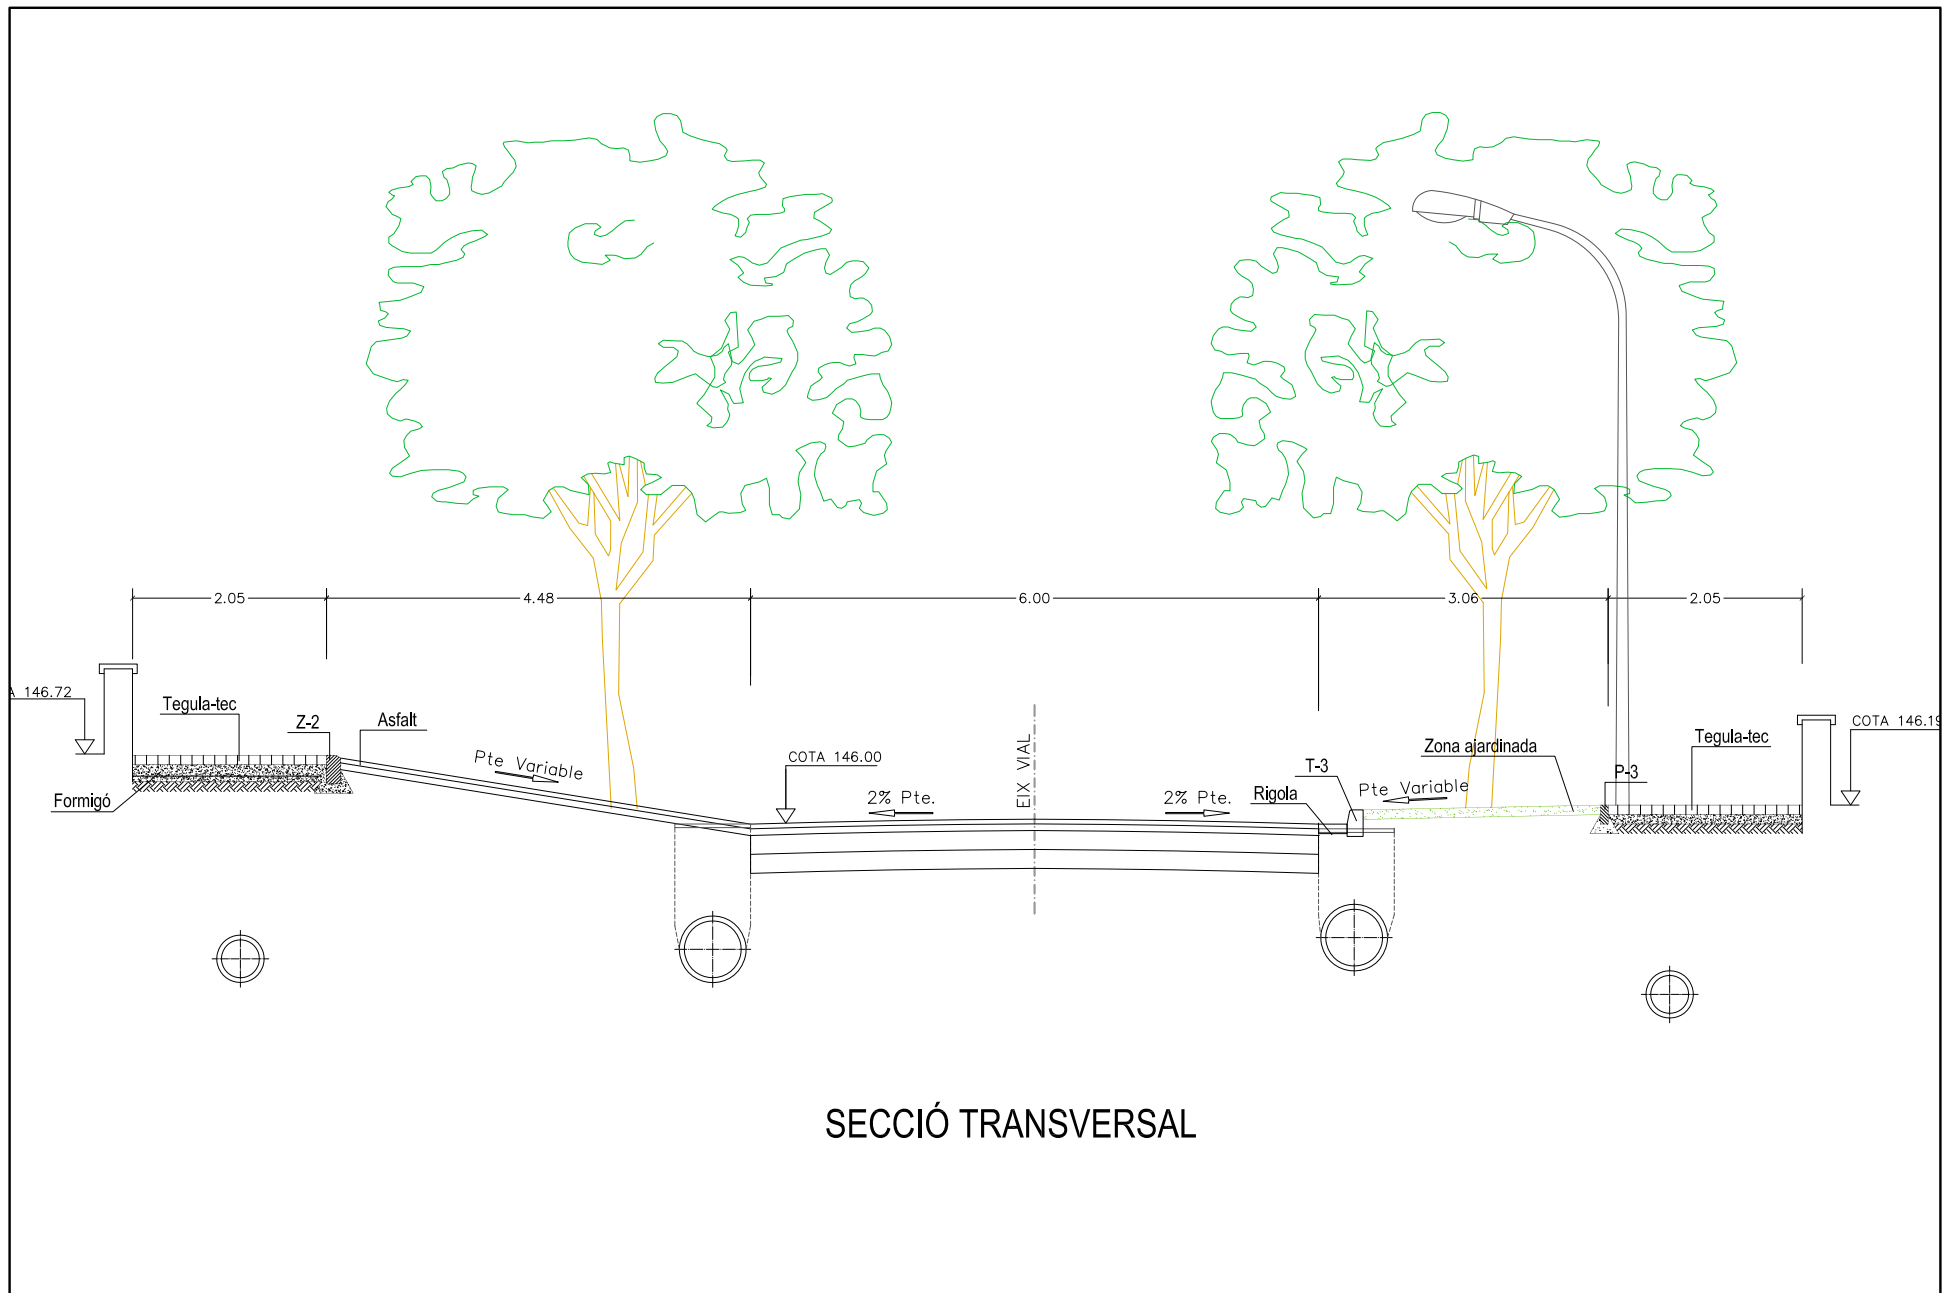 2.05
4.48
6.00
3.06
2.05
A 146.72
Tegula-tec
Z-2
Asfalt
Formigó
Pte Variable
COTA 146.00
2% Pte.
EIX VIAL
2% Pte.
Rigola
T-3
Pte Variable
Zona ajardinada
P-3
Tegula-tec
COTA 146.19
SECCIÓ TRANSVERSAL